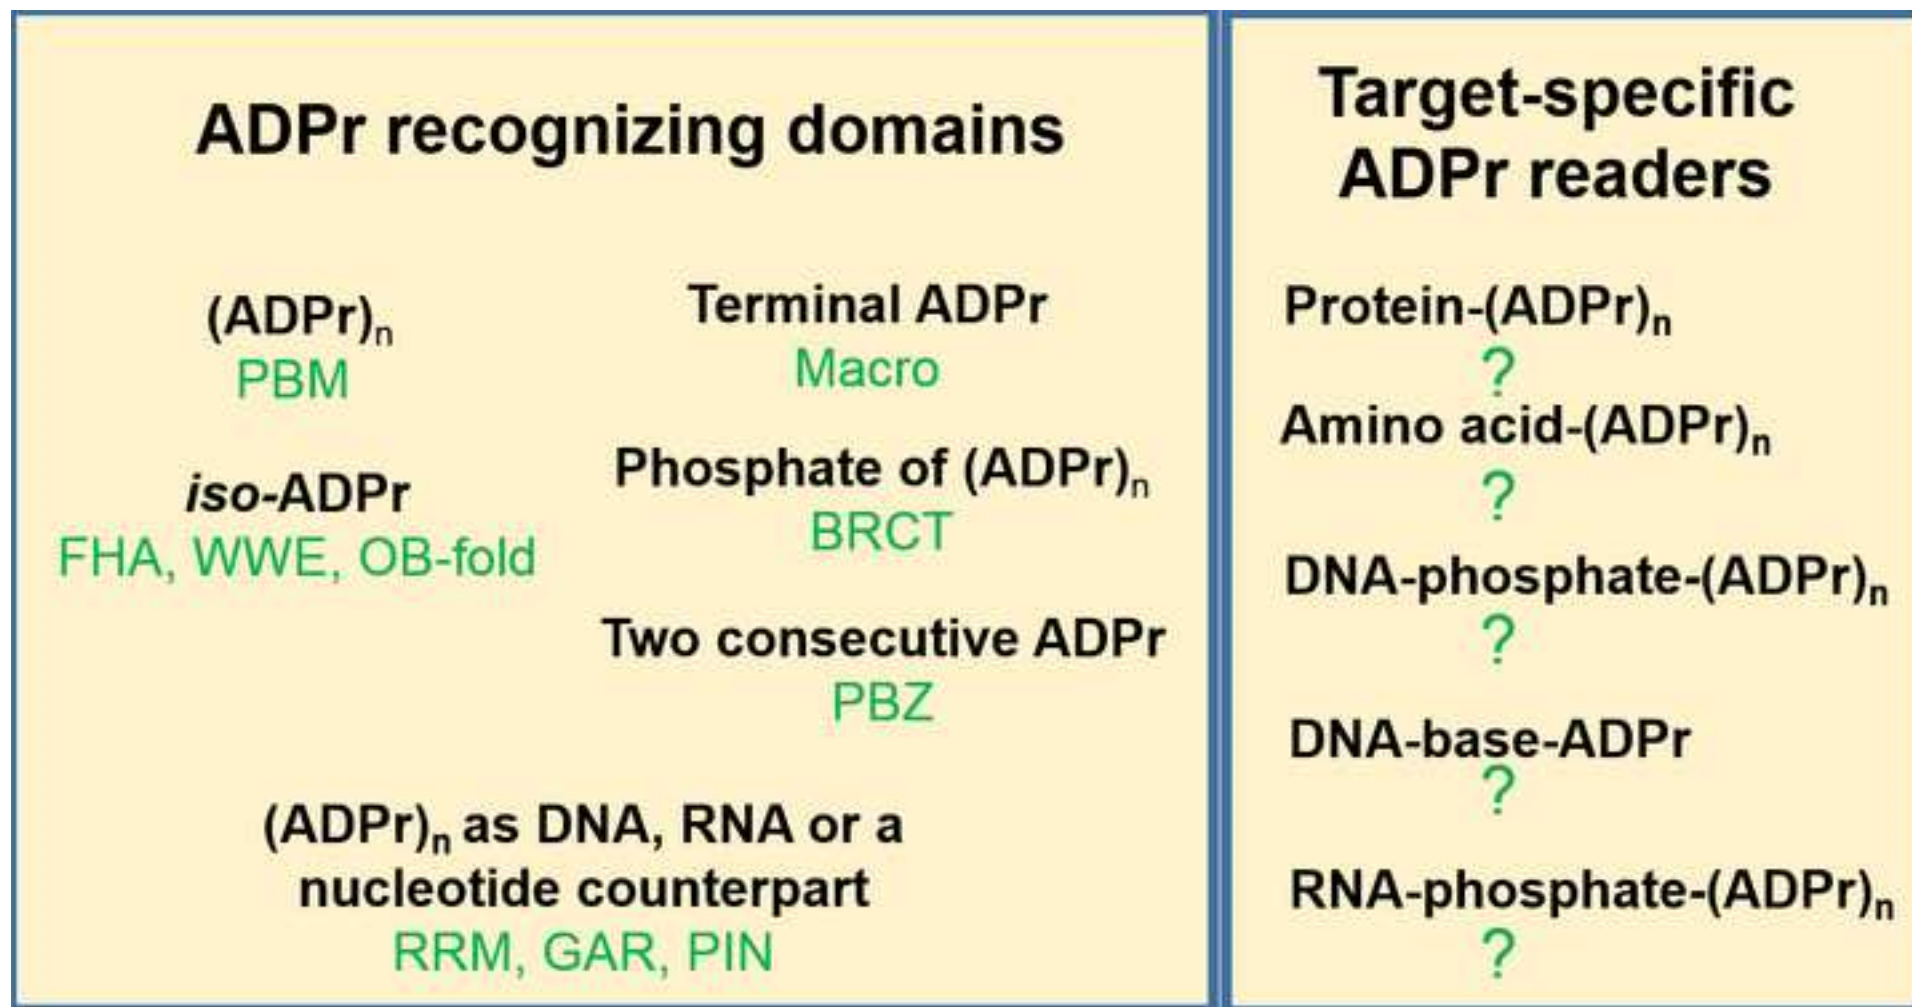 ADPr recognizing domains
(ADPr)n
PBM
Terminal ADPr
Macro
iso-ADPr
FHA, WWE, OB-fold
Phosphate of (ADPr)n
BRCT
Two consecutive ADPr
PBZ
(ADPr)n as DNA, RNA or a
nucleotide counterpart
RRM, GAR, PIN
Target-specific
ADPr readers
Protein-(ADPr)n
?
Amino acid-(ADPr)n
?
DNA-phosphate-(ADPr)n
?
DNA-base-ADPr
?
RNA-phosphate-(ADPr)n
?